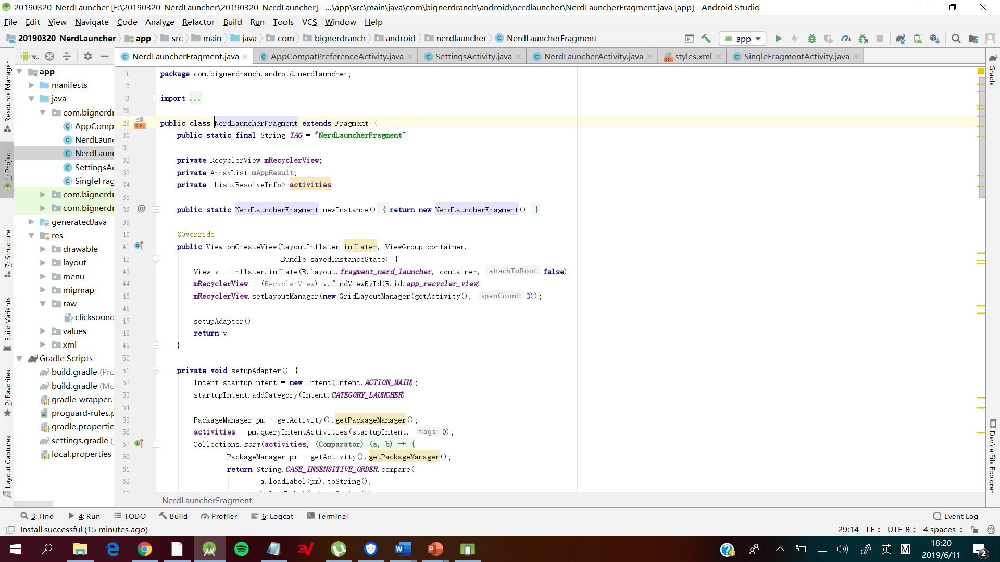 20190320_NerdLauncher [E:\20190320_NerdLauncher\20190320_NerdLauncher] - ...\app\src\main\java\com\bignerdranch\android\nerdlauncher\NerdLauncherFragment.java [app] - Android Studio
File Edit View Navigate Code Analyze Refactor Build Run Tools VCS Window Help
20190320_NerdLauncher app src main java com bignerdranch android nerdlauncher NerdLauncherFragment app
NerdLauncherFragment.java AppCompatPreferenceActivity.java SettingsActivity.java NerdLauncherActivity.java styles.xml SingleFragmentActivity.java
Resource Manager
1: Project
7: Structure
Build Variants
2: Favorites
Layout Captures
app
manifests
java
com.bignerdr
AppComp
NerdLaunc
NerdLaunc
SettingsAc
SingleFrag
com.bignerdr
com.bignerdr
generatedJava
res
drawable
layout
menu
mipmap
raw
clicksound
values
xml
Gradle Scripts
build.gradle (Pro
build.gradle (Mo
gradle-wrapper.p
proguard-rules.p
gradle.propertie
settings.gradle (
local.properties
1 package com.bignerdranch.android.nerdlauncher;
2
3 import ...
28
29 public class NerdLauncherFragment extends Fragment {
30 public static final String TAG = "NerdLauncherFragment";
31
32 private RecyclerView mRecyclerView;
33 private ArrayList mAppResult;
34 private List<ResolveInfo> activities;
35
36 @ public static NerdLauncherFragment newInstance() { return new NerdLauncherFragment(); }
39
40 @Override
41 public View onCreateView(LayoutInflater inflater, ViewGroup container,
42 Bundle savedInstanceState) {
43 View v = inflater.inflate(R.layout.fragment_nerd_launcher, container, attachToRoot: false);
44 mRecyclerView = (RecyclerView) v.findViewById(R.id.app_recycler_view);
45 mRecyclerView.setLayoutManager(new GridLayoutManager(getActivity(), spanCount: 3));
46
47 setupAdapter();
48 return v;
49 }
50
51 private void setupAdapter() {
52 Intent startupIntent = new Intent(Intent.ACTION_MAIN);
53 startupIntent.addCategory(Intent.CATEGORY_LAUNCHER);
54
55 PackageManager pm = getActivity().getPackageManager();
56 activities = pm.queryIntentActivities(startupIntent, flags: 0);
57 Collections.sort(activities, (Comparator) (a, b) → {
60 PackageManager pm = getActivity().getPackageManager();
61 return String.CASE_INSENSITIVE_ORDER.compare(
62 a.loadLabel(pm).toString(),
NerdLauncherFragment
Gradle
Device File Explorer
3: Find 4: Run TODO Build Profiler 6: Logcat Terminal Event Log
Install successful (15 minutes ago) 29:14 LF UTF-8 4 spaces
英 M 18:20
2019/6/11
2